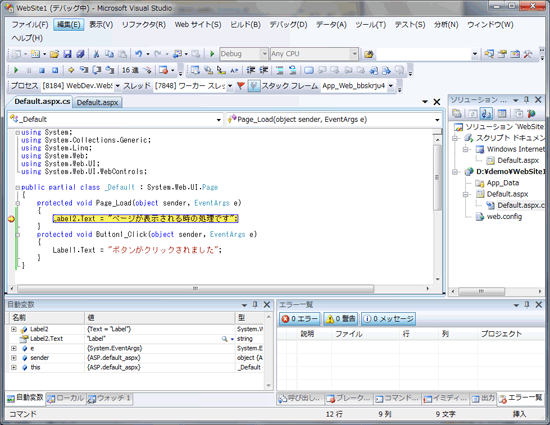 WebSite1 (デバッグ中) - Microsoft Visual Studio
ファイル(F) 編集(E) 表示(V) リファクタ(R) Web サイト(S) ビルド(B) デバッグ(D) データ(A) ツール(T) テスト(S) 分析(N) ウィンドウ(W)
ヘルプ(H)
Debug Any CPU
16 進
プロセス [8184] WebDev.WebS スレッド [7848] ワーカー スレッ スタック フレーム App_Web_bbskrju4
Default.aspx.cs Default.aspx
_Default Page_Load(object sender, EventArgs e)
using System;
using System.Collections.Generic;
using System.Linq;
using System.Web;
using System.Web.UI;
using System.Web.UI.WebControls;
public partial class _Default : System.Web.UI.Page
{
protected void Page_Load(object sender, EventArgs e)
{
Label2.Text = "ページが表示される時の処理です";
}
protected void Button1_Click(object sender, EventArgs e)
{
Label1.Text = "ボタンがクリックされました";
}
}
ソリューション ...
ソリューション 'WebSite
スクリプト ドキュメン
Windows Internet
Default.aspx
D:¥demo¥WebSite
App_Data
Default.aspx
Default.aspx.c
web.config
自動変数
名前 値 型
Label2 {Text = "Label"} System.W
Label2.Text "Label" string
e {System.EventArgs} System.E
sender {ASP.default_aspx} object {A
this {ASP.default_aspx} _Default
自動変数 ローカル ウォッチ 1
エラー一覧
0 エラー 0 警告 0 メッセージ
説明 ファイル 行 列 プロジェクト
呼び出し... ブレーク... コマンド... イミディ... 出力 エラー一覧
コマンド 12 行 9 列 9 文字 挿入